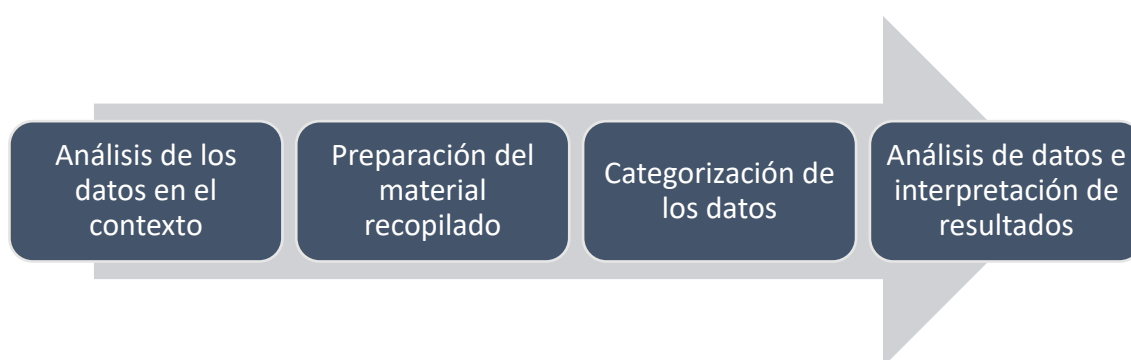 Análisis de los
datos en el
contexto
Preparación del
material
recopilado
Categorización de
los datos
Análisis de datos e
interpretación de
resultados